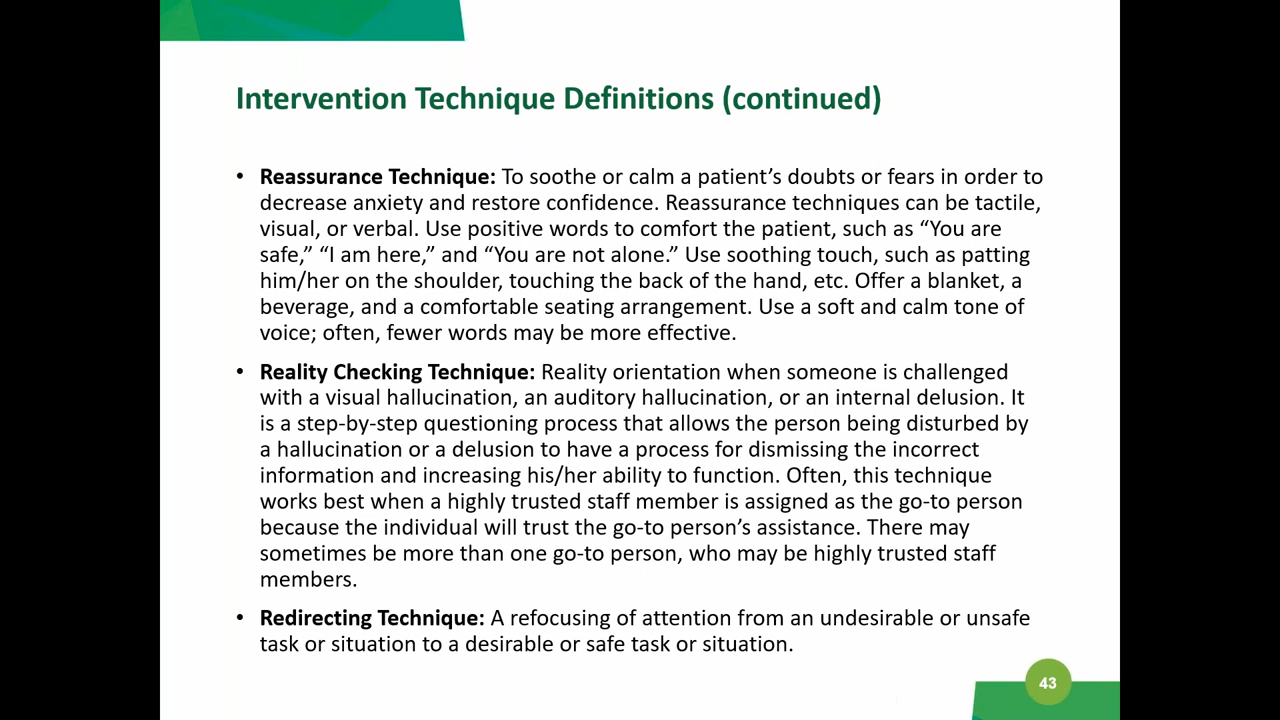 Intervention Technique Definitions (continued)
• Reassurance Technique: To soothe or calm a patient’s doubts or fears in order to
decrease anxiety and restore confidence. Reassurance techniques can be tactile,
visual, or verbal. Use positive words to comfort the patient, such as “You are
safe,” “I am here,” and “You are not alone.” Use soothing touch, such as patting
him/her on the shoulder, touching the back of the hand, etc. Offer a blanket, a
beverage, and a comfortable seating arrangement. Use a soft and calm tone of
voice; often, fewer words may be more effective.
• Reality Checking Technique: Reality orientation when someone is challenged
with a visual hallucination, an auditory hallucination, or an internal delusion. It
is a step-by-step questioning process that allows the person being disturbed by
a hallucination or a delusion to have a process for dismissing the incorrect
information and increasing his/her ability to function. Often, this technique
works best when a highly trusted staff member is assigned as the go-to person
because the individual will trust the go-to person’s assistance. There may
sometimes be more than one go-to person, who may be highly trusted staff
members.
• Redirecting Technique: A refocusing of attention from an undesirable or unsafe
task or situation to a desirable or safe task or situation.
43